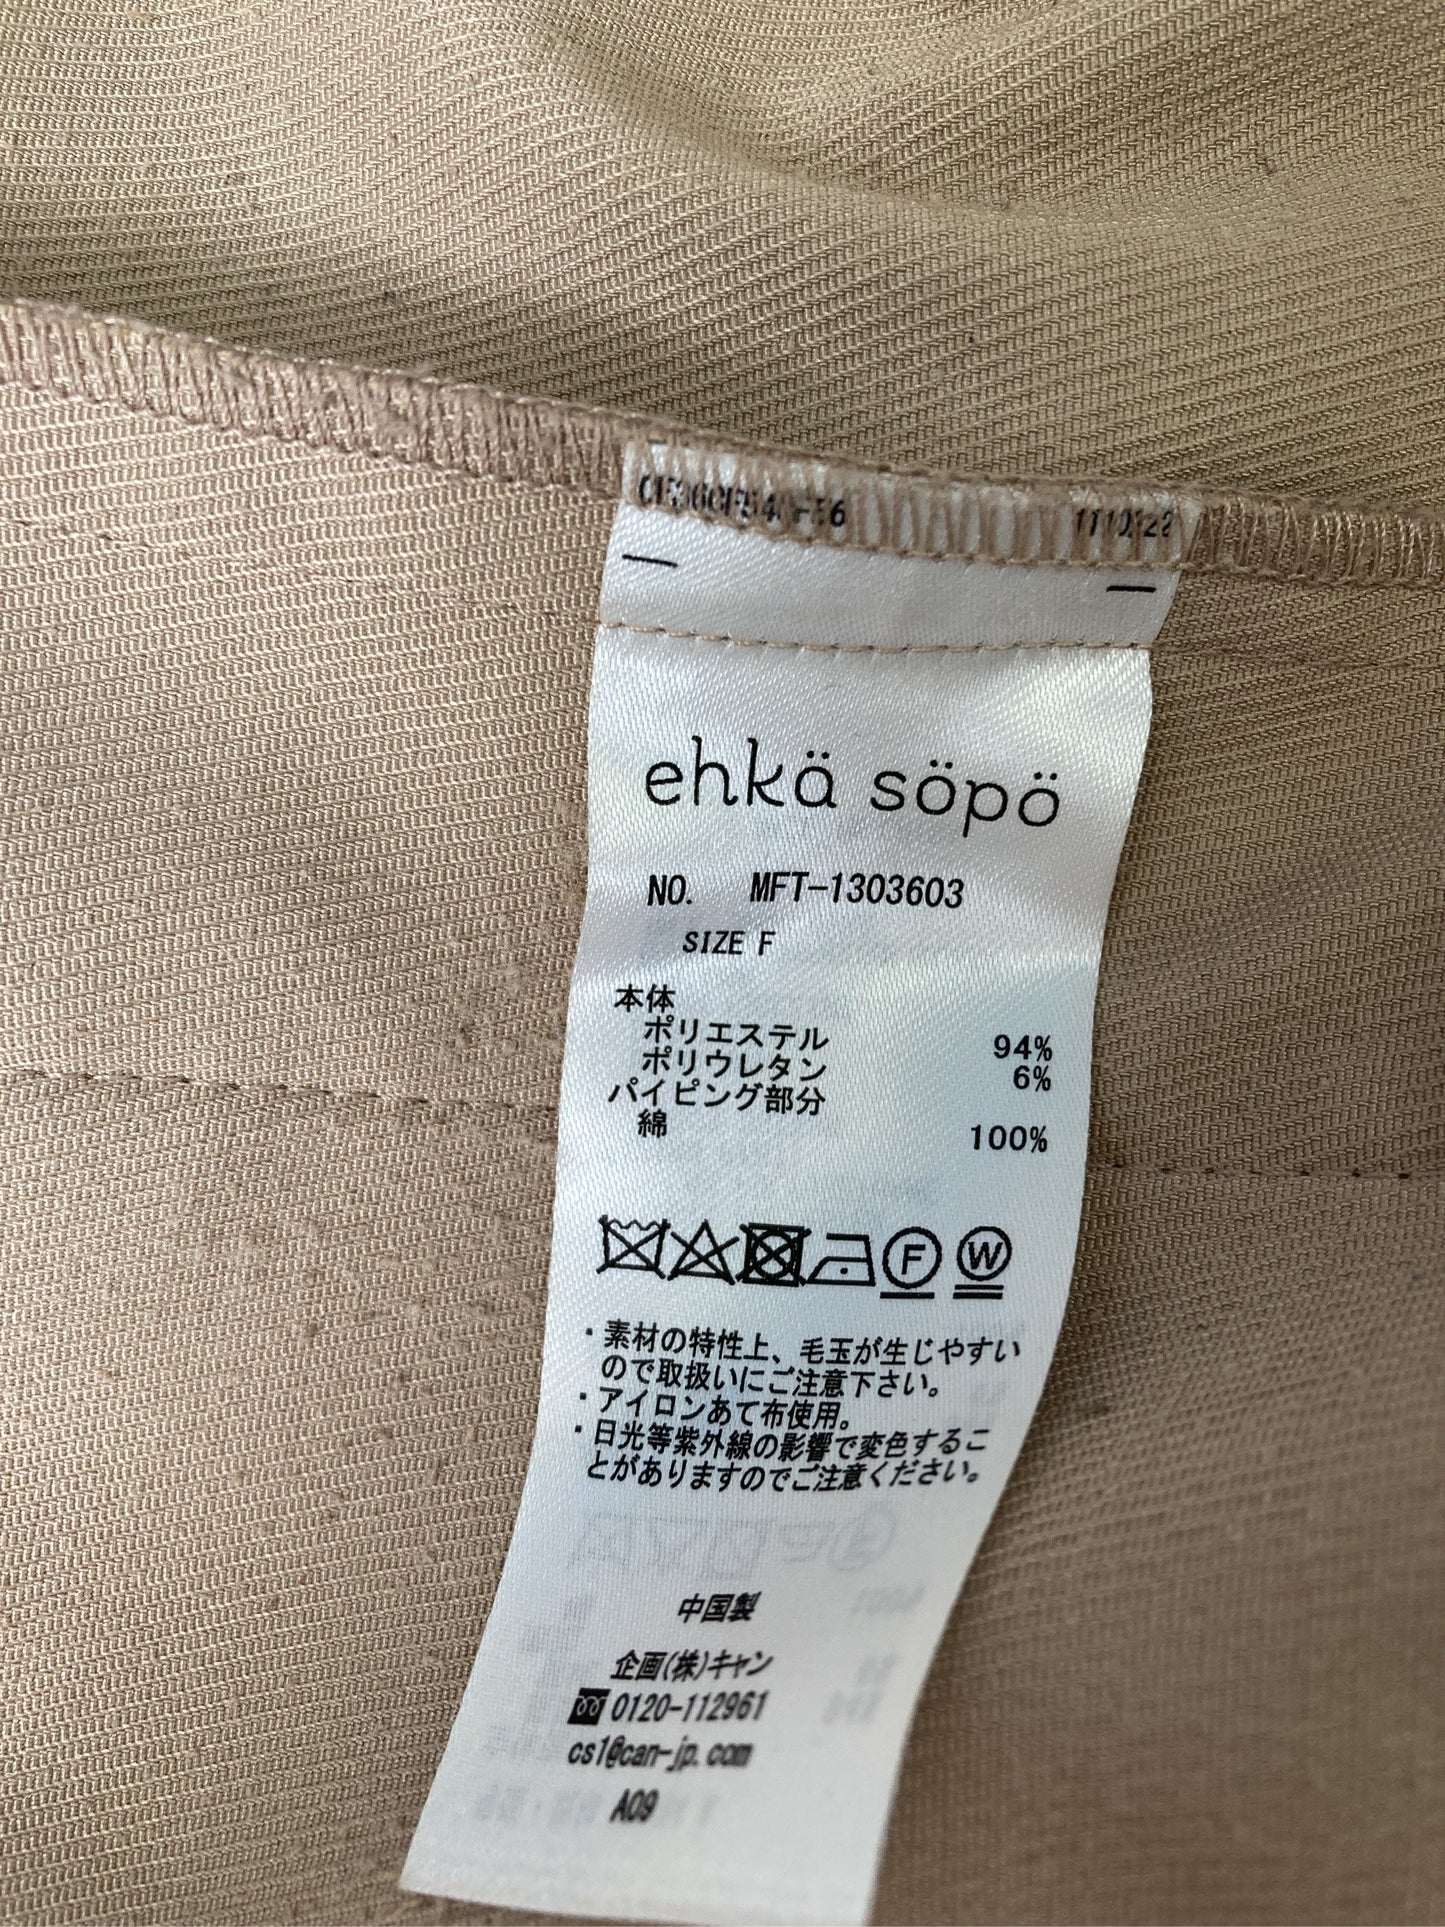 ehkä söpö
NO. MFT-1303603
SIZE F
本体
ポリエステル 94%
ポリウレタン 6%
パイピング部分
綿 100%
F W
・素材の特性上、毛玉が生じやすい
ので取扱いにご注意下さい。
・アイロンあて布使用。
・日光等紫外線の影響で変色するこ
とがありますのでご注意ください。
中国製
企画(株)キャン
0120-112961
cs1@can-jp.com
A09